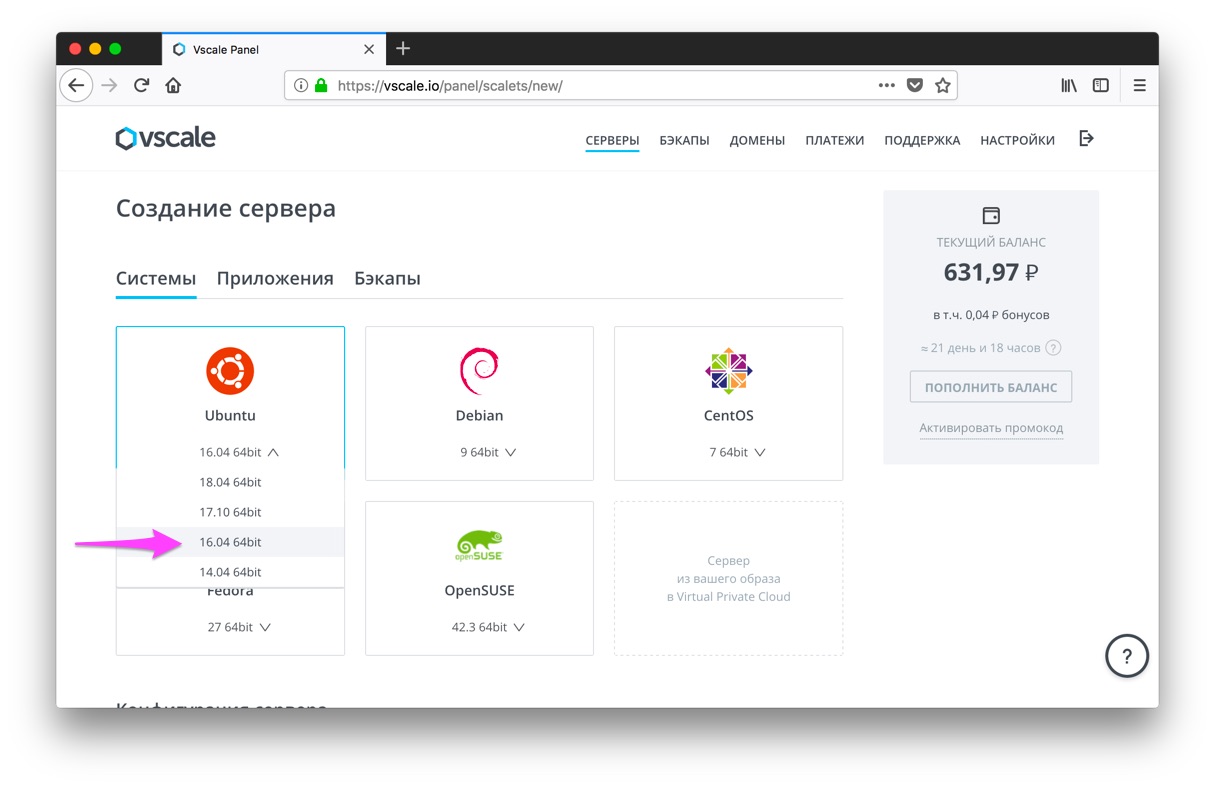 Vscale Panel
https://vscale.io/panel/scalets/new/
vscale
СЕРВЕРЫ БЭКАПЫ ДОМЕНЫ ПЛАТЕЖИ ПОДДЕРЖКА НАСТРОЙКИ
Создание сервера
Системы Приложения Бэкапы
Ubuntu
16.04 64bit
18.04 64bit
17.10 64bit
16.04 64bit
14.04 64bit
Debian
9 64bit
CentOS
7 64bit
Fedora
27 64bit
openSUSE
OpenSUSE
42.3 64bit
Сервер
из вашего образа
в Virtual Private Cloud
ТЕКУЩИЙ БАЛАНС
631,97 ₽
в т.ч. 0,04 ₽ бонусов
≈ 21 день и 18 часов ?
ПОПОЛНИТЬ БАЛАНС
Активировать промокод
?
Конфигурация сервера